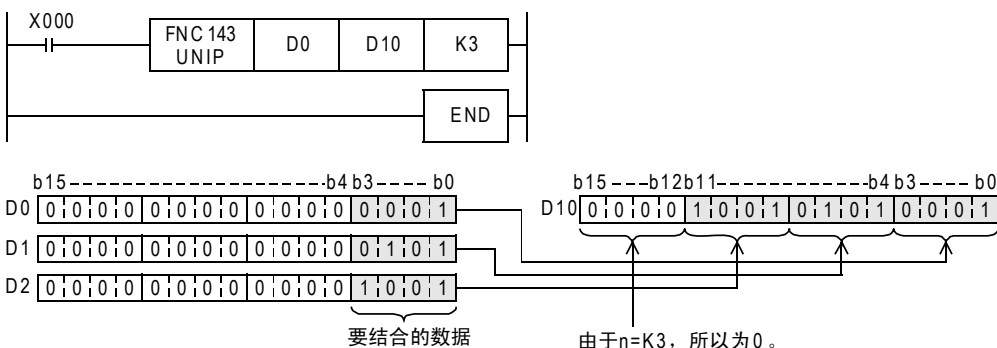 X000
FNC 143 UNIP D0 D10 K3
END
b15 b4 b3 b0
D0 0 0 0 0 0 0 0 0 0 0 0 0 0 0 0 1
D1 0 0 0 0 0 0 0 0 0 0 0 0 0 1 0 1
D2 0 0 0 0 0 0 0 0 0 0 0 0 1 0 0 1
要结合的数据
b15 b12 b11 b4 b3 b0
D10 0 0 0 0 1 0 0 1 0 1 0 1 0 0 0 1
由于n=K3，所以为0。